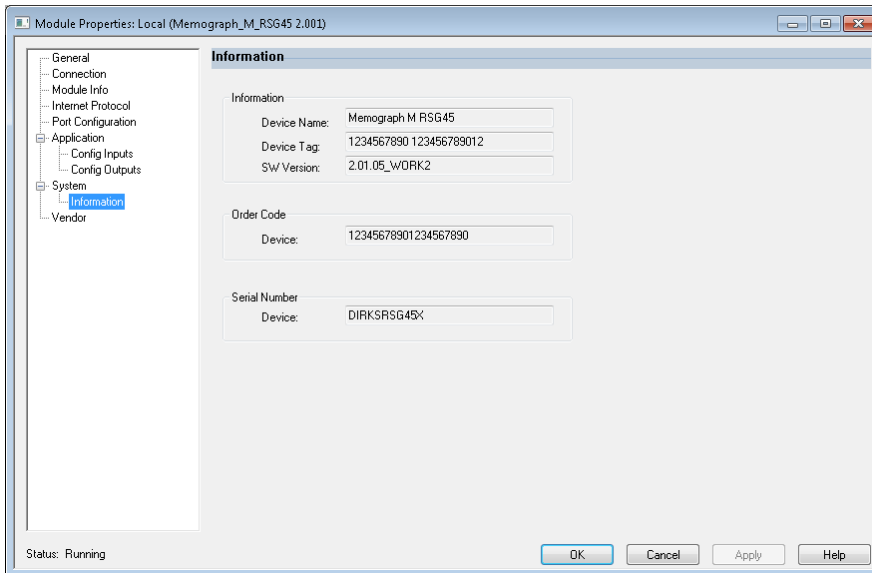 Module Properties: Local (Memograph_M_RSG45 2.001)
General
Connection
Module Info
Internet Protocol
Port Configuration
Application
Config Inputs
Config Outputs
System
Information
Vendor
Information
Information
Device Name: Memograph M RSG45
Device Tag: 1234567890 123456789012
SW Version: 2.01.05_WORK2
Order Code
Device: 12345678901234567890
Serial Number
Device: DIRKSRSG45X
Status: Running
OK Cancel Apply Help